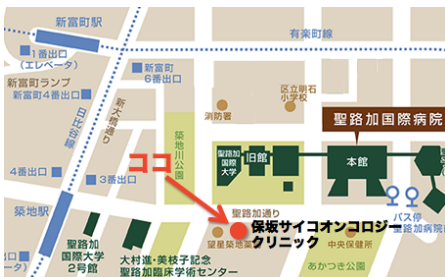 新富町駅
有楽町線
1番出口
(エレベータ)
新富町
6番出口
新富町ランプ
新富町4番出口
新大橋通り
日比谷線
消防署
区立明石
小学校
聖路加国際病院
築地川公園
聖路加
国際
大学
旧館
本館
ココ
4番出口
3番出口
築地駅
聖路加通り
バス停
聖路加病院前
保坂サイコオンコロジー
クリニック
望星築地薬
中央保健所
聖路加
国際大学
2号館
大村進・美枝子記念
聖路加臨床学術センター
あかつき公園
出口